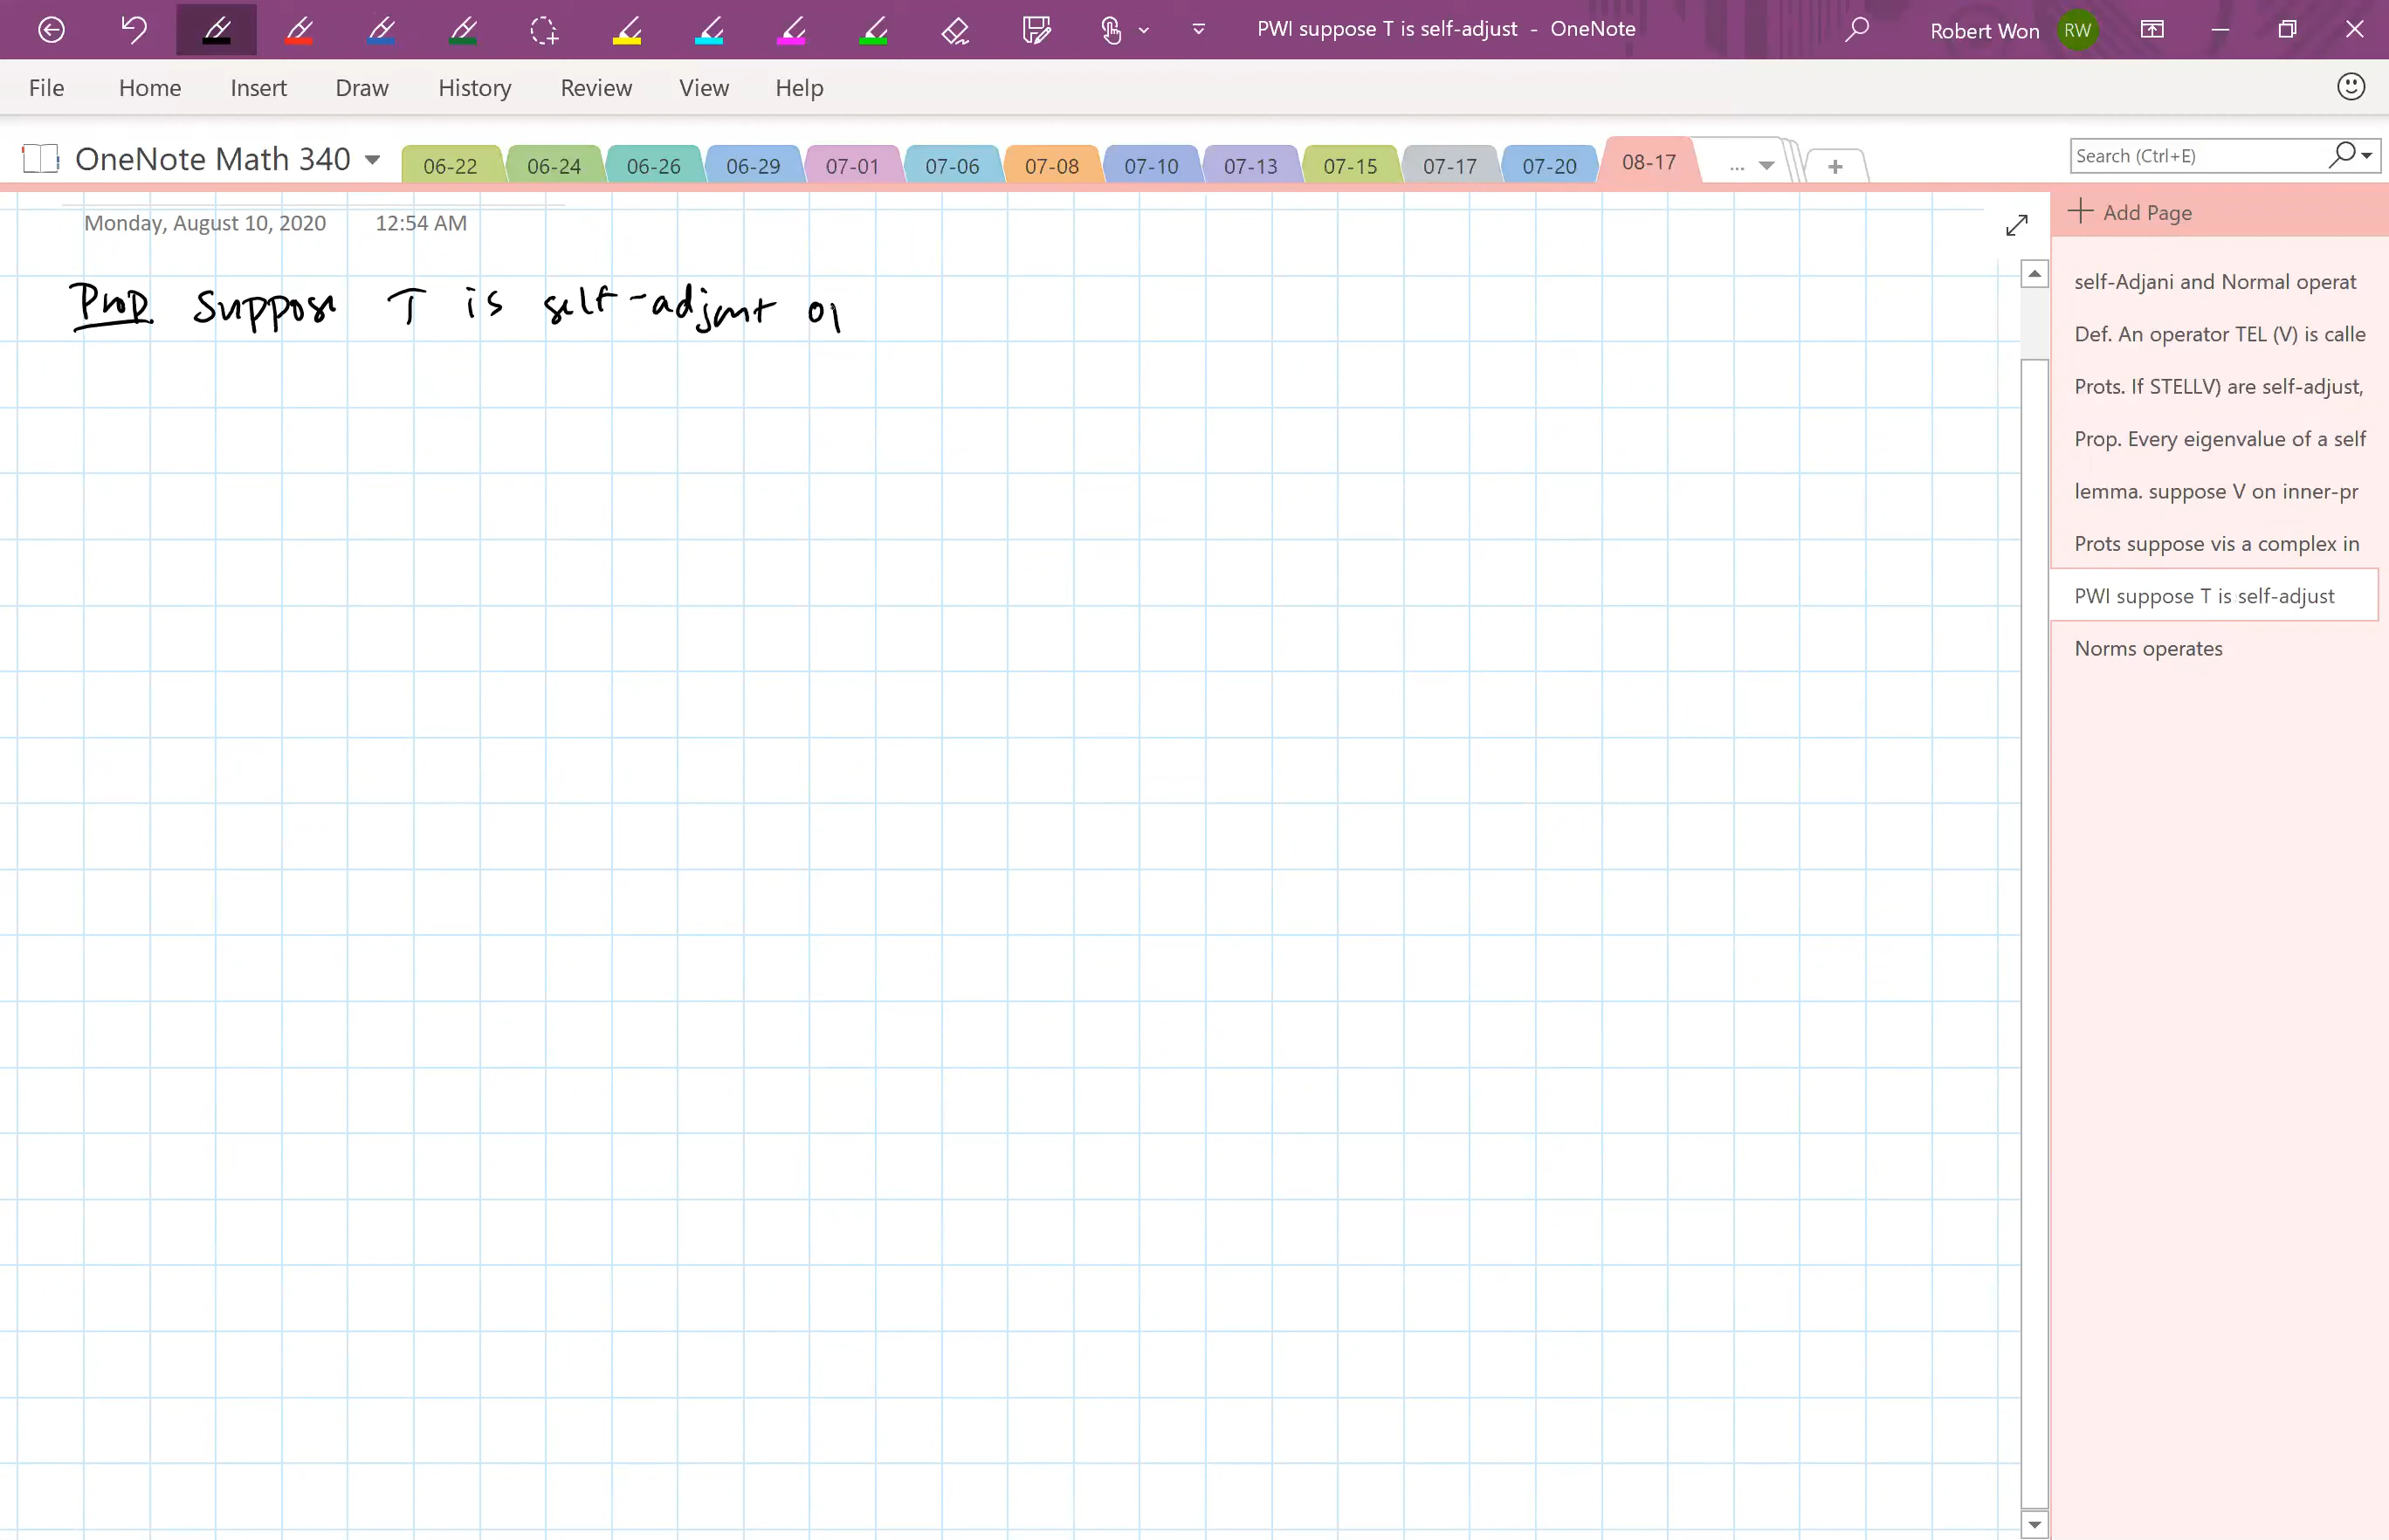 PWI suppose T is self-adjust - OneNote
Robert Won RW
File Home Insert Draw History Review View Help
OneNote Math 340 06-22 06-24 06-26 06-29 07-01 07-06 07-08 07-10 07-13 07-15 07-17 07-20 08-17 ... + Search (Ctrl+E)
Monday, August 10, 2020 12:54 AM
Prop Suppose T is self-adjoint
Add Page
self-Adjani and Normal operat
Def. An operator TEL (V) is calle
Prots. If STELLV) are self-adjust,
Prop. Every eigenvalue of a self
lemma. suppose V on inner-pr
Prots suppose vis a complex in
PWI suppose T is self-adjust
Norms operates